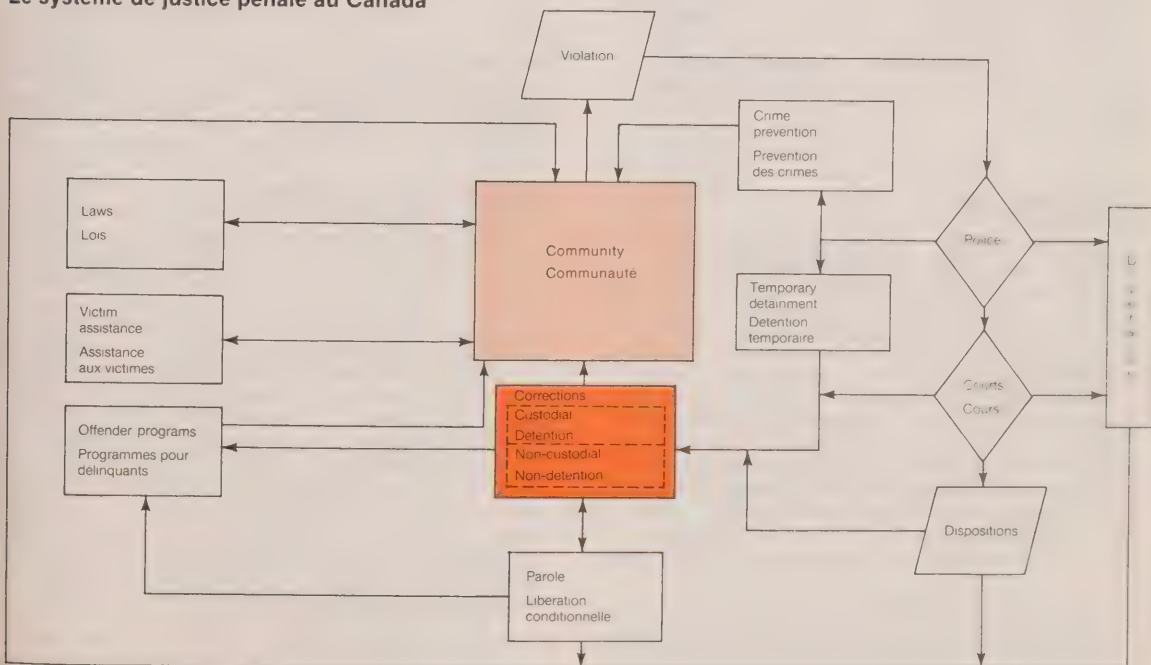 Le système de justice pénale au Canada
Violation
Crime
prevention
Prevention
des crimes
Laws
Lois
Community
Communauté
Police
Temporary
detainment
Detention
temporaire
Victim
assistance
Assistance
aux victimes
Courts
Cours
Corrections
Custodial
Détention
Non-custodial
Non-detention
Offender programs
Programmes pour
délinquants
Dispositions
Parole
Libération
conditionnelle